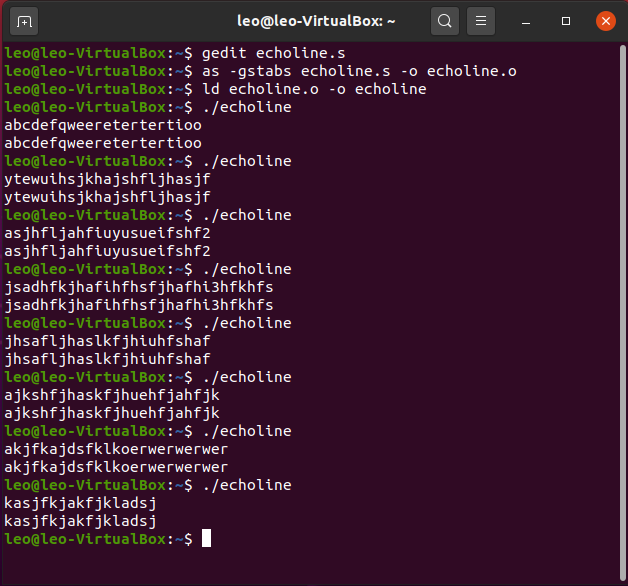 leo@leo-VirtualBox: ~
leo@leo-VirtualBox:~$ gedit echoline.s
leo@leo-VirtualBox:~$ as -gstabs echoline.s -o echoline.o
leo@leo-VirtualBox:~$ ld echoline.o -o echoline
leo@leo-VirtualBox:~$ ./echoline
abcdefqweeretertertioo
abcdefqweeretertertioo
leo@leo-VirtualBox:~$ ./echoline
ytewuihsjkhajshfljhasjf
ytewuihsjkhajshfljhasjf
leo@leo-VirtualBox:~$ ./echoline
asjhfljahfiuyusueifshf2
asjhfljahfiuyusueifshf2
leo@leo-VirtualBox:~$ ./echoline
jsadhfkjhafihfhsfjhafhi3hfkhfs
jsadhfkjhafihfhsfjhafhi3hfkhfs
leo@leo-VirtualBox:~$ ./echoline
jhsafljhaslkfjhiuhfshaf
jhsafljhaslkfjhiuhfshaf
leo@leo-VirtualBox:~$ ./echoline
ajkshfjhaskfjhuehfjahfjk
ajkshfjhaskfjhuehfjahfjk
leo@leo-VirtualBox:~$ ./echoline
akjfkajdsfklkoerwerwerwer
akjfkajdsfklkoerwerwerwer
leo@leo-VirtualBox:~$ ./echoline
kasjfkjakfjkladsj
kasjfkjakfjkladsj
leo@leo-VirtualBox:~$